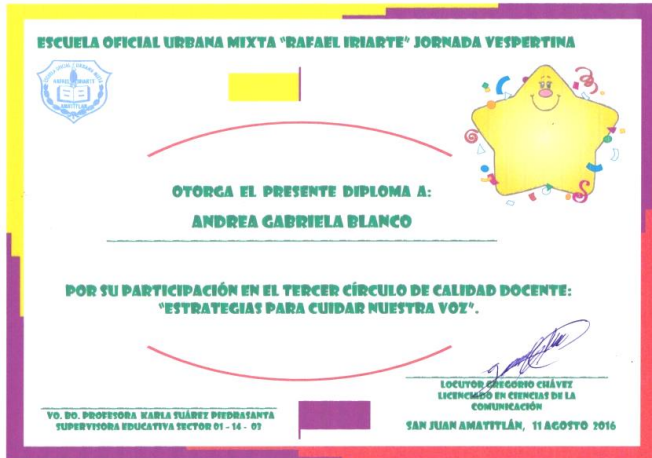 ESCUELA OFICIAL URBANA MIXTA "RAFAEL IRIARTE" JORNADA VESPERTINA
RAFAEL IRIARTE
AMATITLÁN
OTORGA EL PRESENTE DIPLOMA A:
ANDREA GABRIELA BLANCO
POR SU PARTICIPACIÓN EN EL TERCER CÍRCULO DE CALIDAD DOCENTE:
"ESTRATEGIAS PARA CUIDAR NUESTRA VOZ".
LOCUTOR GREGORIO CHÁVEZ
LICENCIADO EN CIENCIAS DE LA
COMUNICACIÓN
VO. BO. PROFESORA KARLA SUÁREZ PIEDRASANTA
SUPERVISORA EDUCATIVA SECTOR 01 - 14 - 03
SAN JUAN AMATITLÁN, 11 AGOSTO 2016